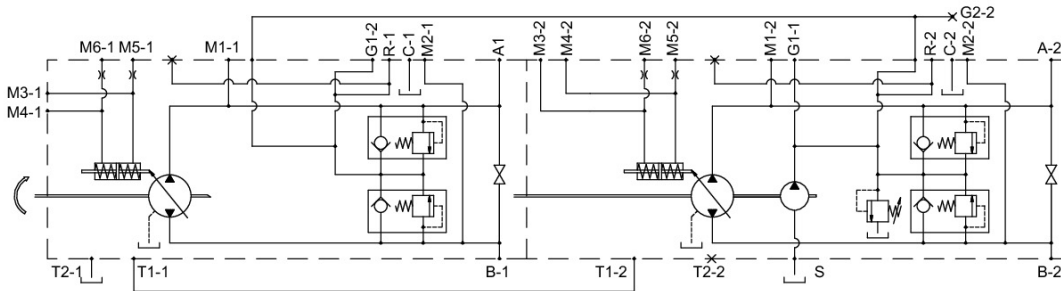 G2-2
M6-1 M5-1 M1-1 G1-2 R-1 C-1 M2-1 A1 M3-2 M4-2 M6-2 M5-2 M1-2 G1-1 R-2 C-2 M2-2 A-2
M3-1
M4-1
T2-1 T1-1 B-1 T1-2 T2-2 S B-2